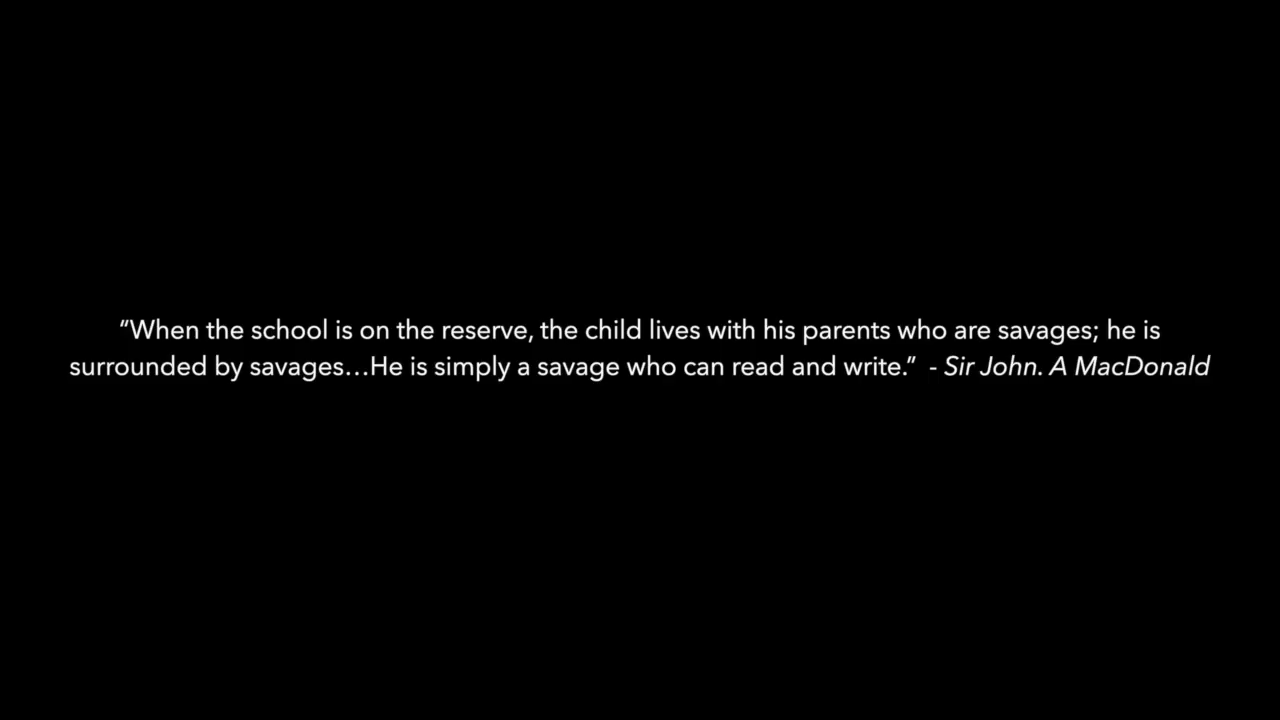 “When the school is on the reserve, the child lives with his parents who are savages; he is
surrounded by savages…He is simply a savage who can read and write.”  - Sir John. A MacDonald